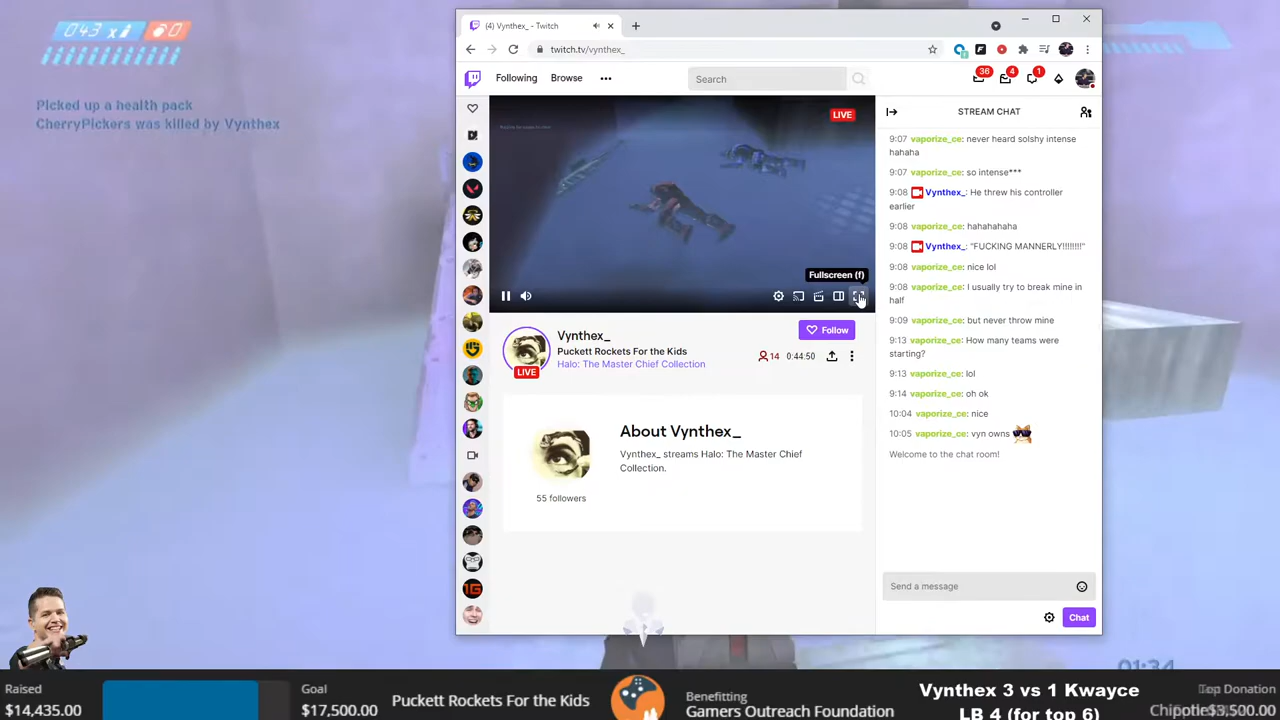 043
0
Picked up a health pack
CherryPickers was killed by Vynthex
(4) Vynthex_ - Twitch
twitch.tv/vynthex_
Following
Browse
Search
36
4
1
LIVE
Fullscreen (f)
Vynthex_
Puckett Rockets For the Kids
Halo: The Master Chief Collection
LIVE
Follow
14
0:44:50
About Vynthex_
Vynthex_ streams Halo: The Master Chief
Collection.
55 followers
STREAM CHAT
9:07 vaporize_ce: never heard solshy intense
hahaha
9:07 vaporize_ce: so intense***
9:08 Vynthex_: He threw his controller
earlier
9:08 vaporize_ce: hahahahaha
9:08 Vynthex_: "FUCKING MANNERLY!!!!!!!!"
9:08 vaporize_ce: nice lol
9:08 vaporize_ce: I usually try to break mine in
half
9:09 vaporize_ce: but never throw mine
9:13 vaporize_ce: How many teams were
starting?
9:13 vaporize_ce: lol
9:14 vaporize_ce: oh ok
10:04 vaporize_ce: nice
10:05 vaporize_ce: vyn owns
Welcome to the chat room!
Send a message
Chat
01:34
Raised
$14,435.00
Goal
$17,500.00
Puckett Rockets For the Kids
Benefitting
Gamers Outreach Foundation
Vynthex 3 vs 1 Kwayce
LB 4 (for top 6)
Top Donation
$3,500.00